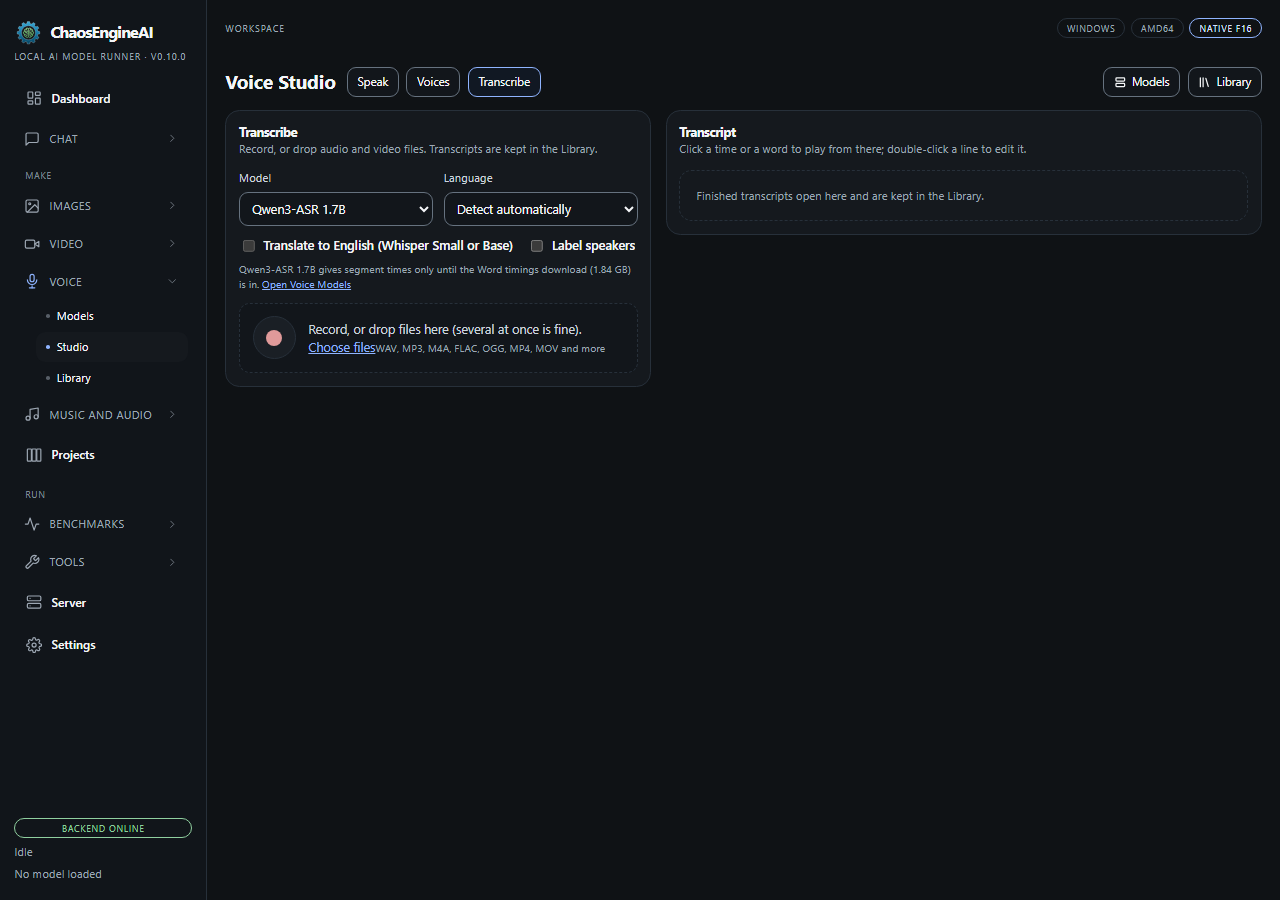 ChaosEngineAI
LOCAL AI MODEL RUNNER · V0.10.0
Dashboard
CHAT
MAKE
IMAGES
VIDEO
VOICE
Models
Studio
Library
MUSIC AND AUDIO
Projects
RUN
BENCHMARKS
TOOLS
Server
Settings
BACKEND ONLINE
Idle
No model loaded
WORKSPACE
WINDOWS AMD64 NATIVE F16
Voice Studio Speak Voices Transcribe Models Library
Transcribe
Record, or drop audio and video files. Transcripts are kept in the Library.
Model Language
Qwen3-ASR 1.7B Detect automatically
Translate to English (Whisper Small or Base) Label speakers
Qwen3-ASR 1.7B gives segment times only until the Word timings download (1.84 GB)
is in. Open Voice Models
Record, or drop files here (several at once is fine).
Choose files WAV, MP3, M4A, FLAC, OGG, MP4, MOV and more
Transcript
Click a time or a word to play from there; double-click a line to edit it.
Finished transcripts open here and are kept in the Library.